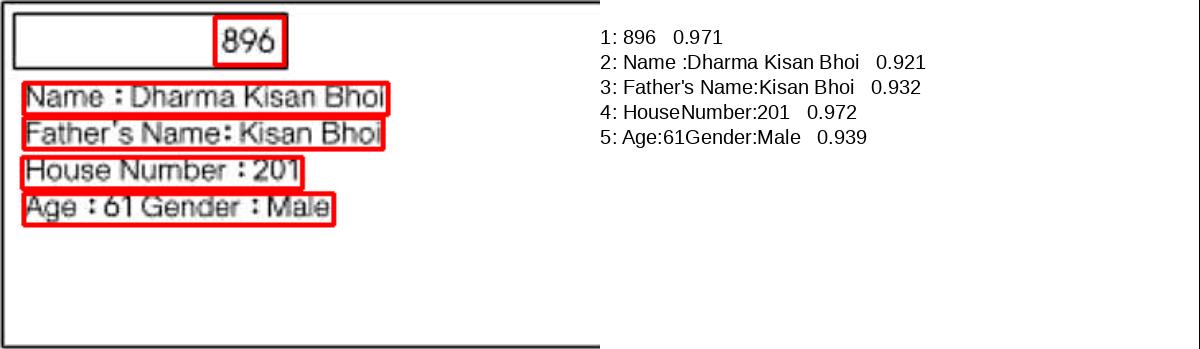 896
Name : Dharma Kisan Bhoi
Father's Name: Kisan Bhoi
House Number : 201
Age : 61 Gender : Male
1: 896 0.971
2: Name :Dharma Kisan Bhoi 0.921
3: Father's Name:Kisan Bhoi 0.932
4: HouseNumber:201 0.972
5: Age:61Gender:Male 0.939